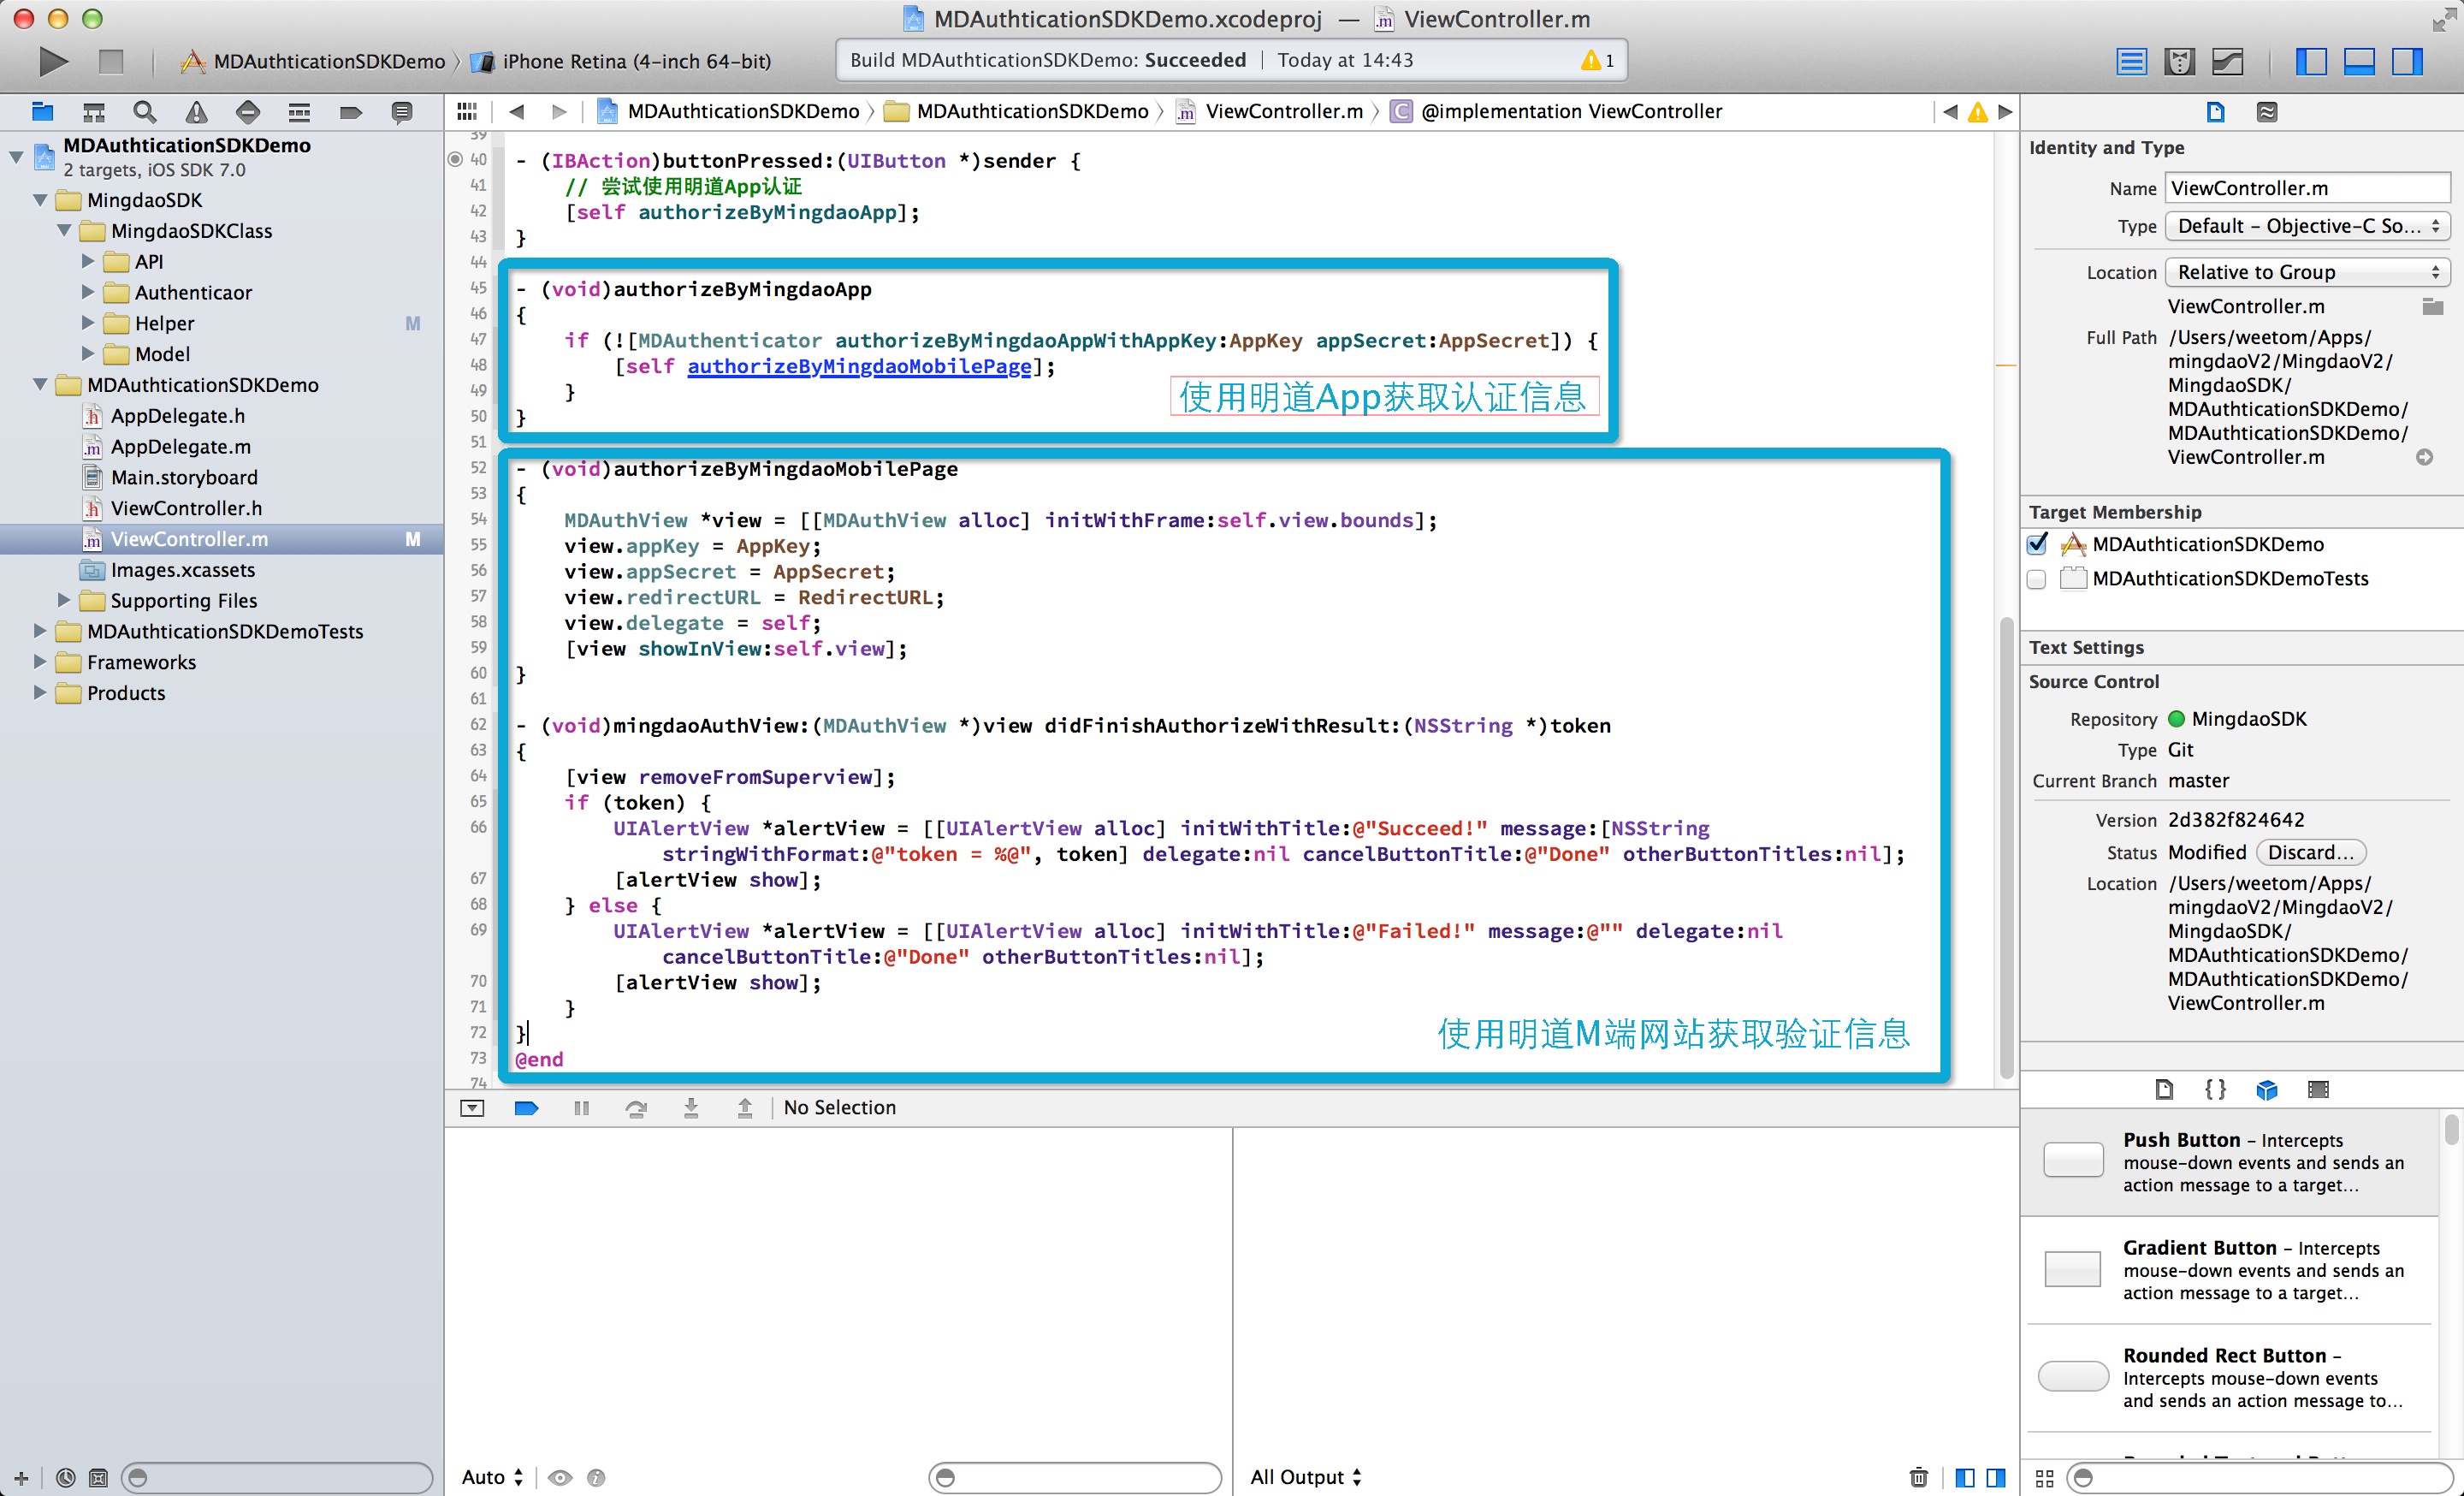 MDAuthticationSDKDemo.xcodeproj — ViewController.m
MDAuthticationSDKDemo
iPhone Retina (4-inch 64-bit)
Build MDAuthticationSDKDemo: Succeeded | Today at 14:43
1
MDAuthticationSDKDemo
2 targets, iOS SDK 7.0
MingdaoSDK
MingdaoSDKClass
API
Authenticaor
Helper M
Model
MDAuthticationSDKDemo
AppDelegate.h
AppDelegate.m
Main.storyboard
ViewController.h
ViewController.m M
Images.xcassets
Supporting Files
MDAuthticationSDKDemoTests
Frameworks
Products
MDAuthticationSDKDemo MDAuthticationSDKDemo ViewController.m @implementation ViewController
39
40 - (IBAction)buttonPressed:(UIButton *)sender {
41 // 尝试使用明道App认证
42 [self authorizeByMingdaoApp];
43 }
44
45 - (void)authorizeByMingdaoApp
46 {
47 if (![MDAuthenticator authorizeByMingdaoAppWithAppKey:AppKey appSecret:AppSecret]) {
48 [self authorizeByMingdaoMobilePage];
49 }
使用明道App获取认证信息
50 }
51
52 - (void)authorizeByMingdaoMobilePage
53 {
54 MDAuthView *view = [[MDAuthView alloc] initWithFrame:self.view.bounds];
55 view.appKey = AppKey;
56 view.appSecret = AppSecret;
57 view.redirectURL = RedirectURL;
58 view.delegate = self;
59 [view showInView:self.view];
60 }
61
62 - (void)mingdaoAuthView:(MDAuthView *)view didFinishAuthorizeWithResult:(NSString *)token
63 {
64 [view removeFromSuperview];
65 if (token) {
66 UIAlertView *alertView = [[UIAlertView alloc] initWithTitle:@"Succeed!" message:[NSString
stringWithFormat:@"token = %@", token] delegate:nil cancelButtonTitle:@"Done" otherButtonTitles:nil];
67 [alertView show];
68 } else {
69 UIAlertView *alertView = [[UIAlertView alloc] initWithTitle:@"Failed!" message:@"" delegate:nil
cancelButtonTitle:@"Done" otherButtonTitles:nil];
70 [alertView show];
71 }
72 }
使用明道M端网站获取验证信息
73 @end
74
No Selection
Auto
All Output
Identity and Type
Name ViewController.m
Type Default – Objective-C So...
Location Relative to Group
ViewController.m
Full Path /Users/weetom/Apps/
mingdaoV2/MingdaoV2/
MingdaoSDK/
MDAuthticationSDKDemo/
MDAuthticationSDKDemo/
ViewController.m
Target Membership
MDAuthticationSDKDemo
MDAuthticationSDKDemoTests
Text Settings
Source Control
Repository MingdaoSDK
Type Git
Current Branch master
Version 2d382f824642
Status Modified Discard...
Location /Users/weetom/Apps/
mingdaoV2/MingdaoV2/
MingdaoSDK/
MDAuthticationSDKDemo/
MDAuthticationSDKDemo/
ViewController.m
Push Button – Intercepts
mouse-down events and sends an
action message to a target...
Gradient Button – Intercepts
mouse-down events and sends an
action message to a target...
Rounded Rect Button –
Intercepts mouse-down events
and sends an action message to...